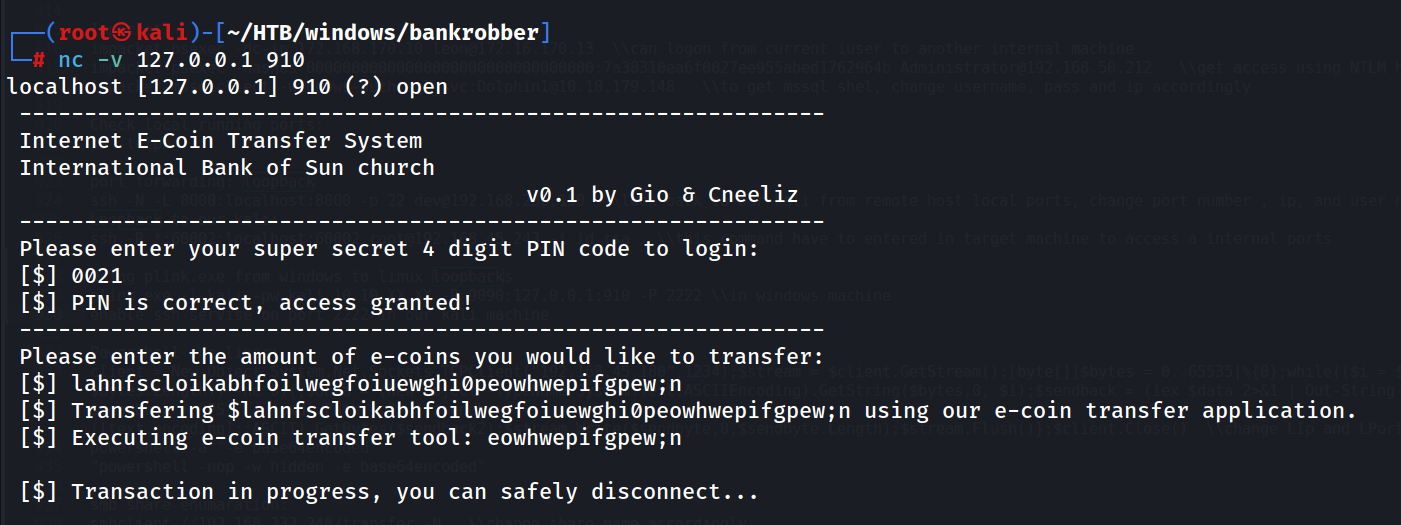 ┌──(root㉿kali)-[~/HTB/windows/bankrobber]
└─# nc -v 127.0.0.1 910
localhost [127.0.0.1] 910 (?) open
--------------------------------------------------------------
Internet E-Coin Transfer System
International Bank of Sun church
v0.1 by Gio & Cneeliz
--------------------------------------------------------------
Please enter your super secret 4 digit PIN code to login:
[$] 0021
[$] PIN is correct, access granted!
--------------------------------------------------------------
Please enter the amount of e-coins you would like to transfer:
[$] lahnfscloikabhfoilwegfoiuewghi0peowhwepifgpew;n
[$] Transfering $lahnfscloikabhfoilwegfoiuewghi0peowhwepifgpew;n using our e-coin transfer application.
[$] Executing e-coin transfer tool: eowhwepifgpew;n
[$] Transaction in progress, you can safely disconnect...